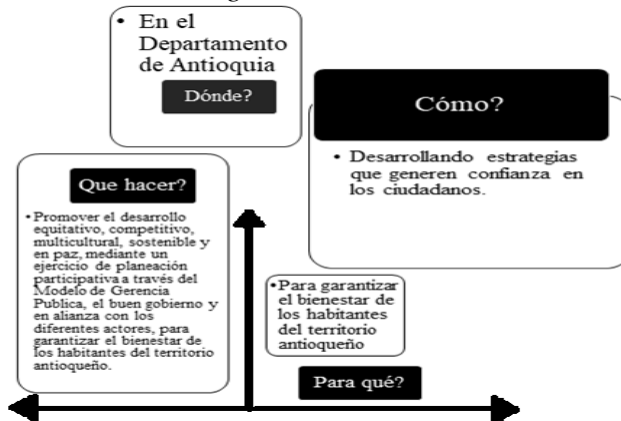 • En el
Departamento
de Antioquia
Dónde?
Cómo?
• Desarrollando estrategias
que generen confianza en
los ciudadanos.
Que hacer?
• Promover el desarrollo
equitativo, competitivo,
multicultural, sostenible y
en paz, mediante un
ejercicio de planeación
participativa a través del
Modelo de Gerencia
Publica, el buen gobierno y
en alianza con los
diferentes actores, para
garantizar el bienestar de
los habitantes del territorio
antioqueño.
• Para garantizar
el bienestar de
los habitantes
del territorio
antioqueño
Para qué?